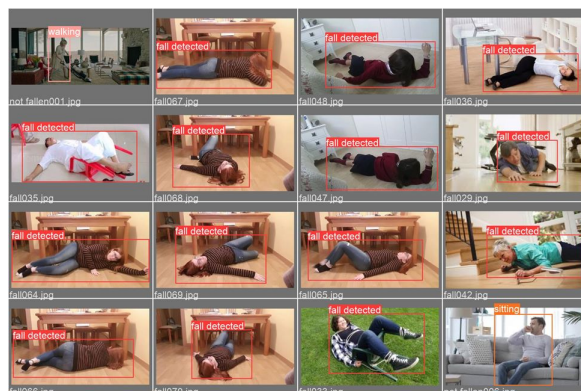 walking
fall detected
fall detected
fall detected
not fallen001.jpg
fall067.jpg
fall048.jpg
fall036.jpg
fall detected
fall detected
fall detected
fall detected
fall035.jpg
fall068.jpg
fall047.jpg
fall029.jpg
fall detected
fall detected
fall detected
fall detected
fall064.jpg
fall069.jpg
fall065.jpg
fall042.jpg
fall detected
fall detected
fall detected
sitting